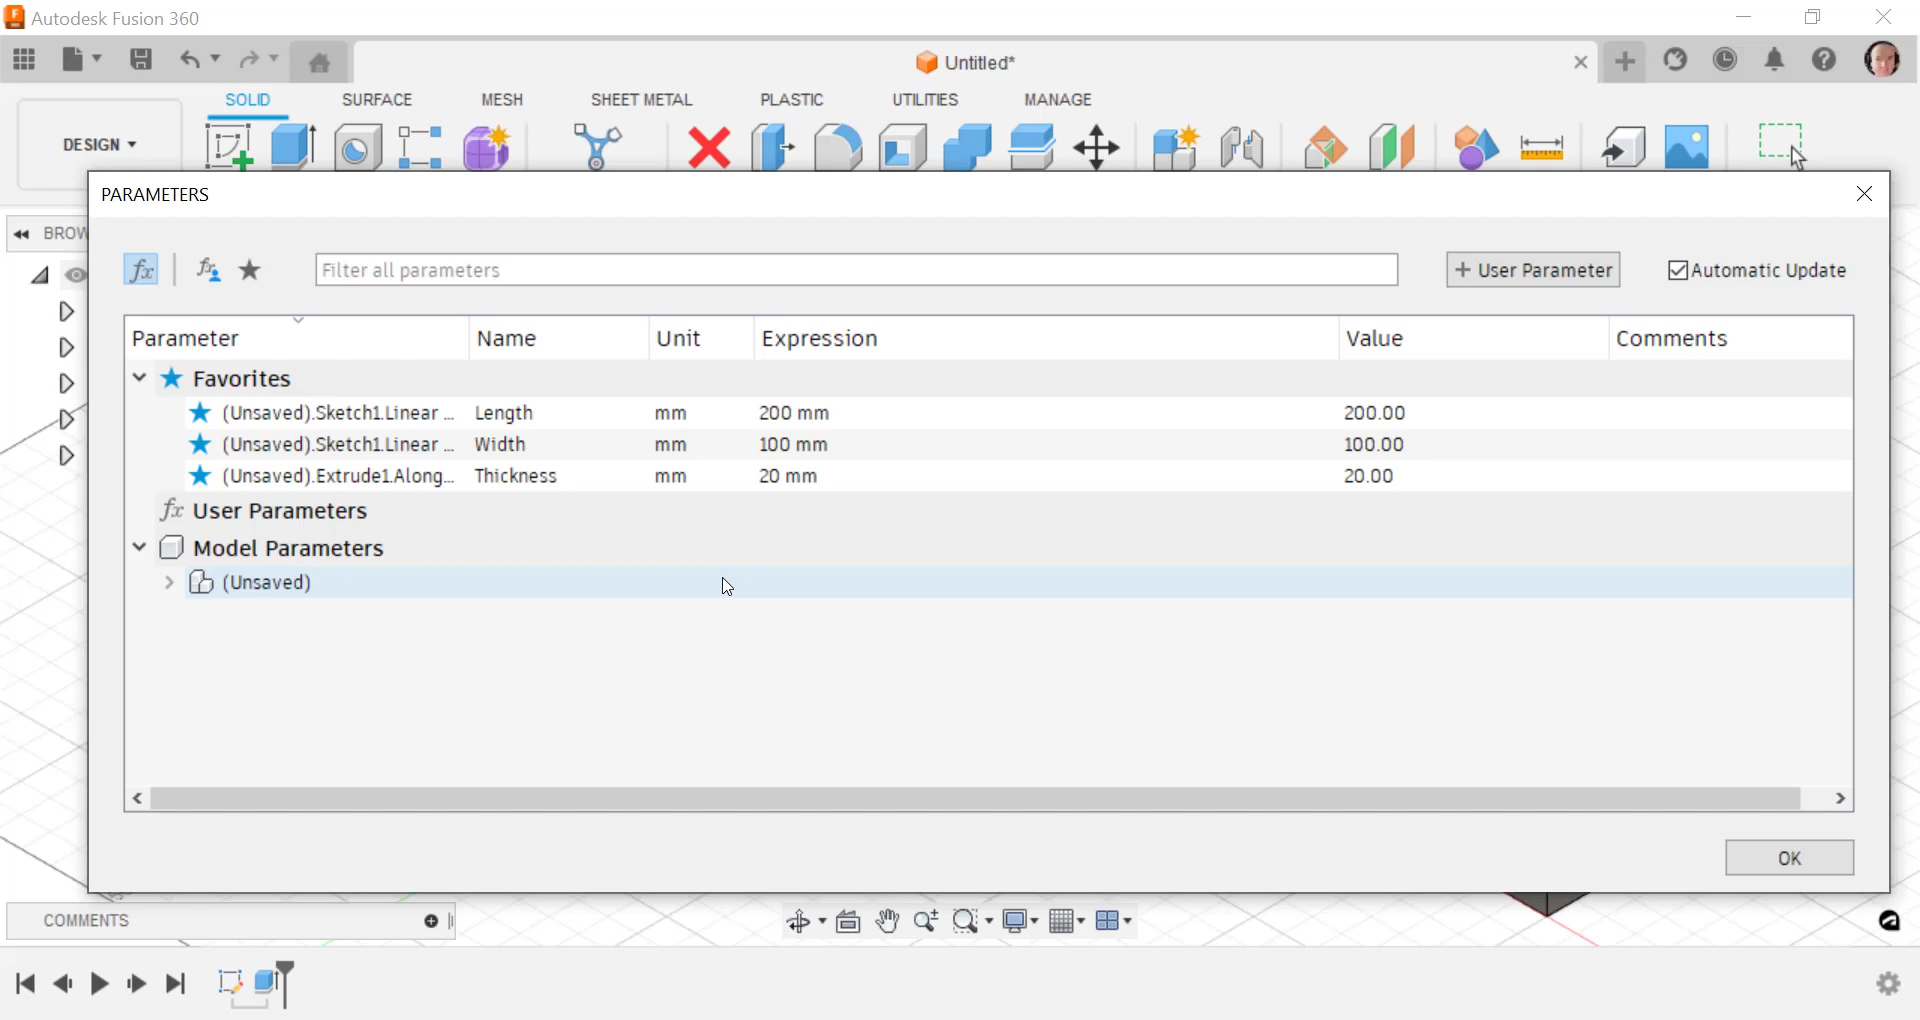 Autodesk Fusion 360
Untitled*
SOLID SURFACE MESH SHEET METAL PLASTIC UTILITIES MANAGE
DESIGN
PARAMETERS
BROW
fx Filter all parameters + User Parameter Automatic Update
Parameter Name Unit Expression Value Comments
Favorites
(Unsaved).Sketch1.Linear ... Length mm 200 mm 200.00
(Unsaved).Sketch1.Linear ... Width mm 100 mm 100.00
(Unsaved).Extrude1.Along... Thickness mm 20 mm 20.00
fx User Parameters
Model Parameters
(Unsaved)
OK
COMMENTS